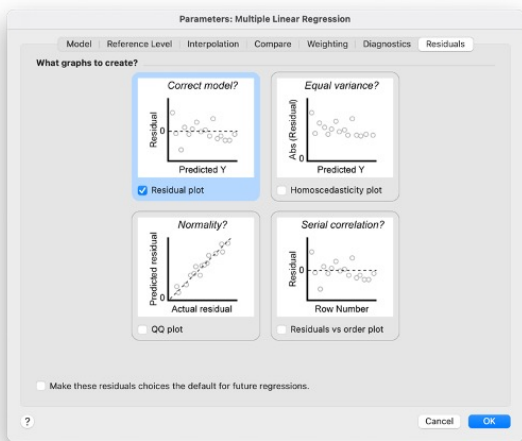 Parameters: Multiple Linear Regression
Model Reference Level Interpolation Compare Weighting Diagnostics Residuals
What graphs to create?
Correct model?
Residual
0
Predicted Y
Residual plot
Equal variance?
Abs (Residual)
0
Predicted Y
Homoscedasticity plot
Normality?
Predicted residual
0
Actual residual
QQ plot
Serial correlation?
Residual
0
Row Number
Residuals vs order plot
Make these residuals choices the default for future regressions.
?
Cancel
OK